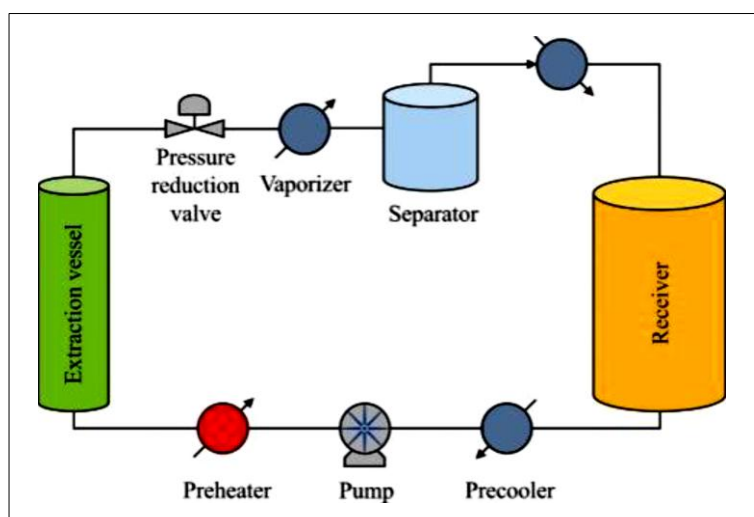 Pressure
reduction
valve
Vaporizer
Separator
Extraction vessel
Receiver
Preheater
Pump
Precooler